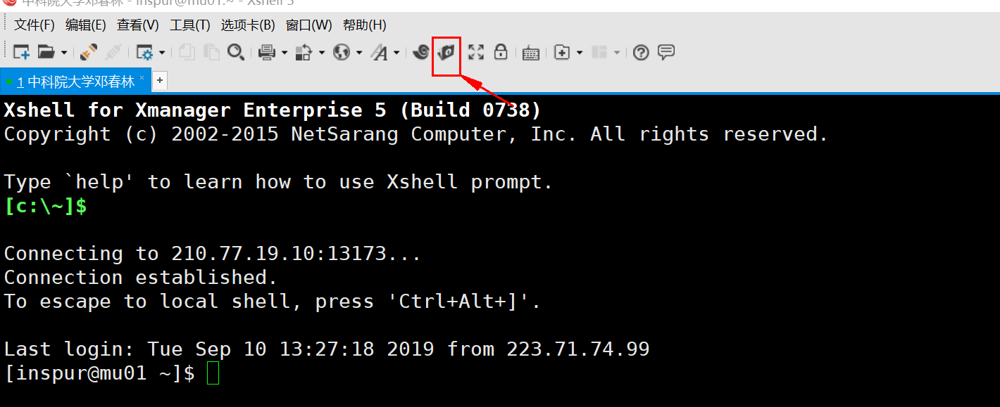 中科院大学邓春林 - inspur@mu01:~ - Xshell 5
文件(F) 编辑(E) 查看(V) 工具(T) 选项卡(B) 窗口(W) 帮助(H)
1 中科院大学邓春林 × +
Xshell for Xmanager Enterprise 5 (Build 0738)
Copyright (c) 2002-2015 NetSarang Computer, Inc. All rights reserved.
Type `help' to learn how to use Xshell prompt.
[c:\~]$
Connecting to 210.77.19.10:13173...
Connection established.
To escape to local shell, press 'Ctrl+Alt+]'.
Last login: Tue Sep 10 13:27:18 2019 from 223.71.74.99
[inspur@mu01 ~]$